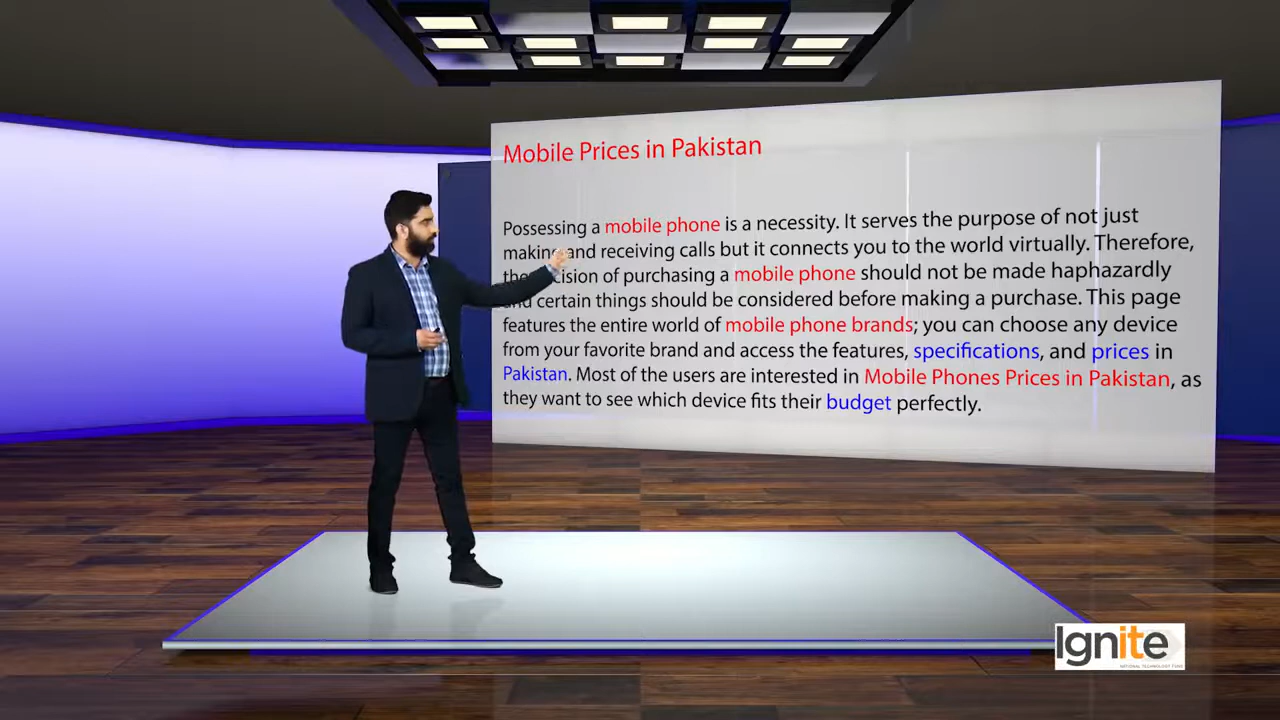 Mobile Prices in Pakistan
Possessing a mobile phone is a necessity. It serves the purpose of not just
making and receiving calls but it connects you to the world virtually. Therefore,
the decision of purchasing a mobile phone should not be made haphazardly
and certain things should be considered before making a purchase. This page
features the entire world of mobile phone brands; you can choose any device
from your favorite brand and access the features, specifications, and prices in
Pakistan. Most of the users are interested in Mobile Phones Prices in Pakistan, as
they want to see which device fits their budget perfectly.
Ignite
NATIONAL TECHNOLOGY FUND